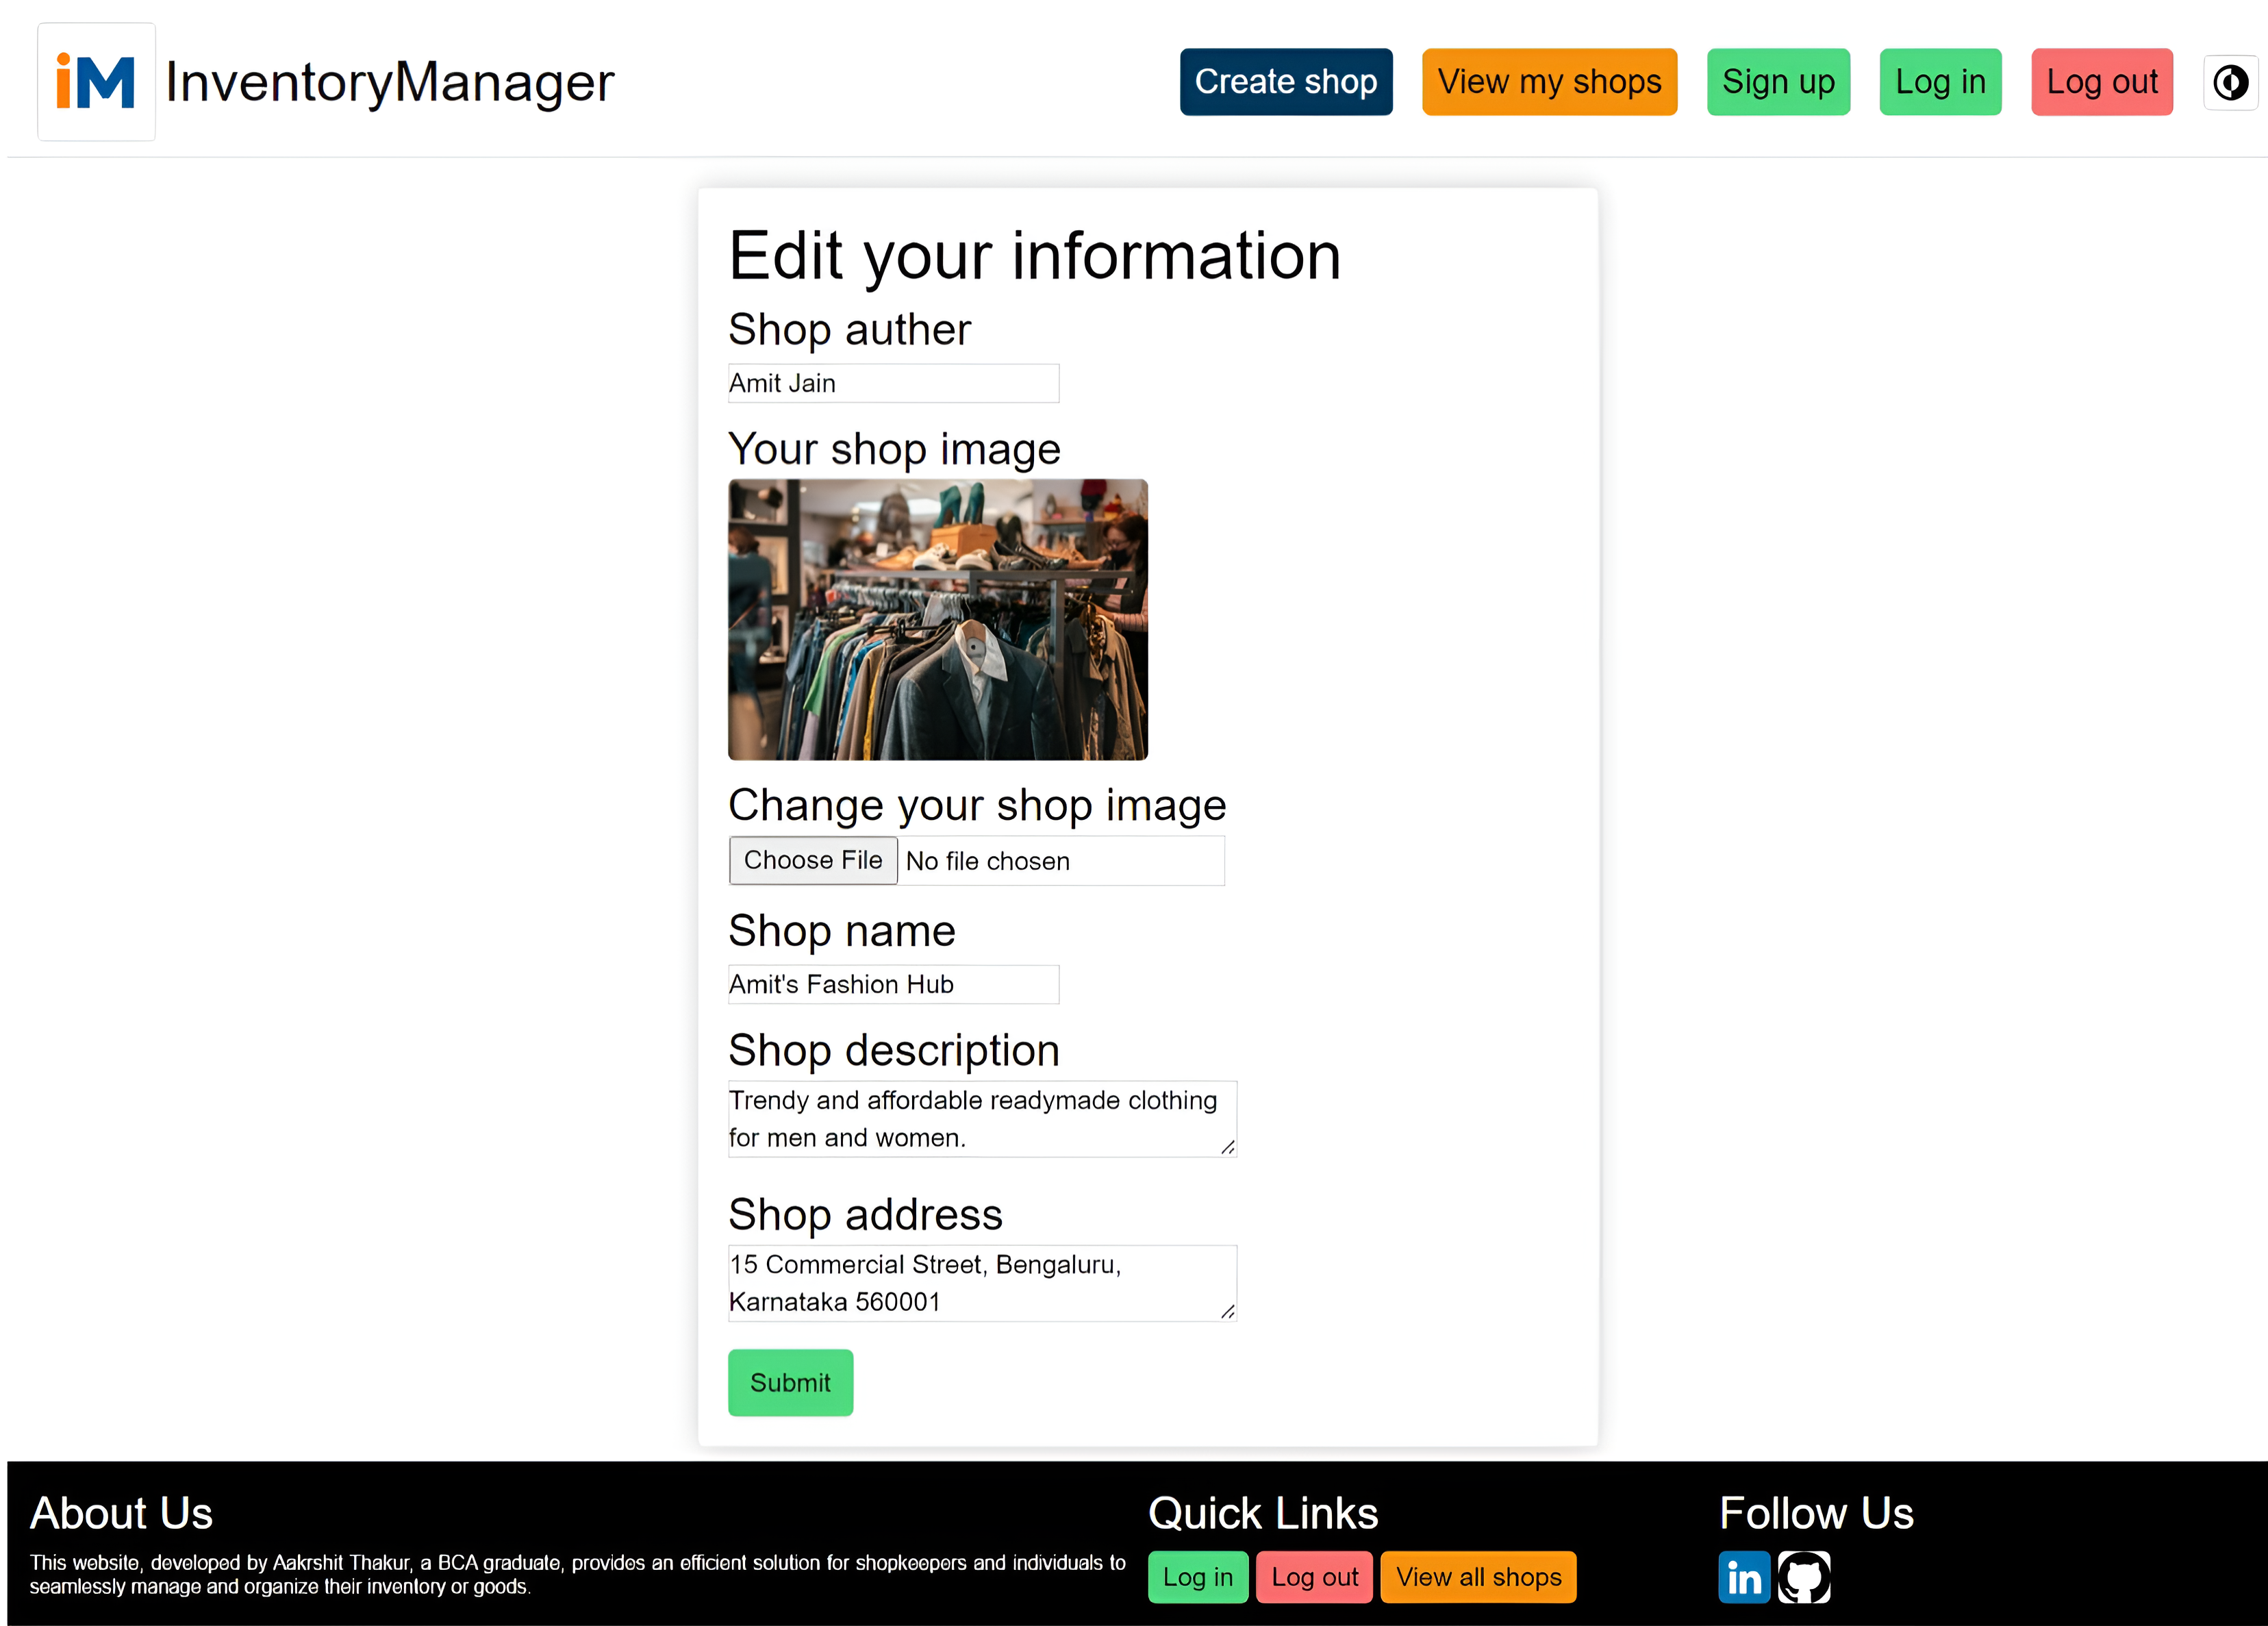 iM InventoryManager Create shop View my shops Sign up Log in Log out
Edit your information
Shop auther
Amit Jain
Your shop image
Change your shop image
Choose File No file chosen
Shop name
Amit's Fashion Hub
Shop description
Trendy and affordable readymade clothing
for men and women.
Shop address
15 Commercial Street, Bengaluru,
Karnataka 560001
Submit
About Us
This website, developed by Aakrshit Thakur, a BCA graduate, provides an efficient solution for shopkeepers and individuals to
seamlessly manage and organize their inventory or goods.
Quick Links
Log in Log out View all shops
Follow Us
in